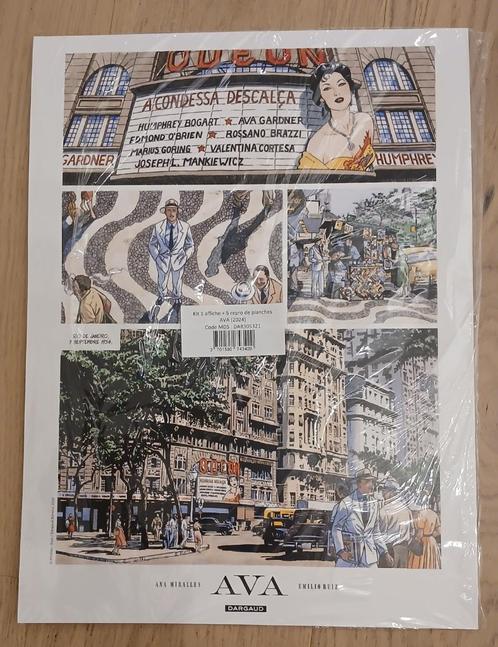 ODEON
A CONDESSA DESCALÇA
HUMPHREY BOGART ★ AVA GARDNER
EDMOND O'BRIEN ★ ROSSANO BRAZZI
MARIUS GORING ★ VALENTINA CORTESA
JOSEPH L. MANKIEWICZ
GARDNER
HUMPHREY
Kit 1 affiche + 5 repro de planches
AVA (2024)
Code MDS : DAR305321
RIO DE JANEIRO,
7 SEPTEMBRE 1954.
ODEON
ANA MIRALLES AVA EMILIO RUIZ
DARGAUD